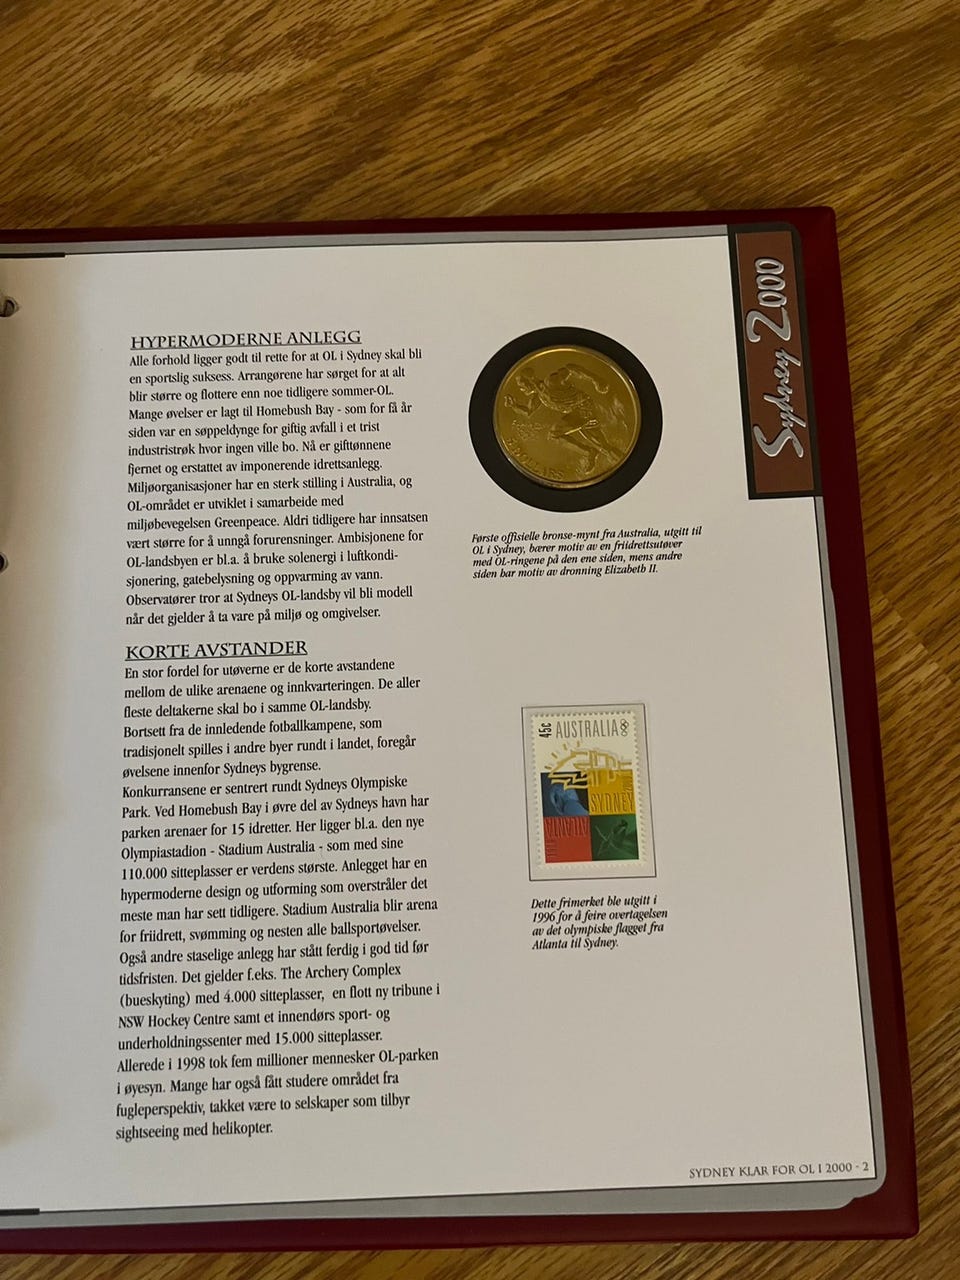 HYPERMODERNE ANLEGG
Alle forhold ligger godt til rette for at OL i Sydney skal bli
en sportslig suksess. Arrangørene har sørget for at alt
blir større og flottere enn noe tidligere sommer-OL.
Mange øvelser er lagt til Homebush Bay - som for få år
siden var en søppeldynge for giftig avfall i et trist
industristrøk hvor ingen ville bo. Nå er gifttønnene
fjernet og erstattet av imponerende idrettsanlegg.
Miljøorganisasjoner har en sterk stilling i Australia, og
OL-området er utviklet i samarbeide med
miljøbevegelsen Greenpeace. Aldri tidligere har innsatsen
vært større for å unngå forurensninger. Ambisjonene for
OL-landsbyen er bl.a. å bruke solenergi i luftkondi-
sjonering, gatebelysning og oppvarming av vann.
Observatører tror at Sydneys OL-landsby vil bli modell
når det gjelder å ta vare på miljø og omgivelser.
KORTE AVSTANDER
En stor fordel for utøverne er de korte avstandene
mellom de ulike arenaene og innkvarteringen. De aller
fleste deltakerne skal bo i samme OL-landsby.
Bortsett fra de innledende fotballkampene, som
tradisjonelt spilles i andre byer rundt i landet, foregår
øvelsene innenfor Sydneys bygrense.
Konkurransene er sentrert rundt Sydneys Olympiske
Park. Ved Homebush Bay i øvre del av Sydneys havn har
parken arenaer for 15 idretter. Her ligger bl.a. den nye
Olympiastadion - Stadium Australia - som med sine
110.000 sitteplasser er verdens største. Anlegget har en
hypermoderne design og utforming som overstråler det
meste man har sett tidligere. Stadium Australia blir arena
for friidrett, svømming og nesten alle ballsportøvelser.
Også andre staselige anlegg har stått ferdig i god tid før
tidsfristen. Det gjelder f.eks. The Archery Complex
(bueskyting) med 4.000 sitteplasser, en flott ny tribune i
NSW Hockey Centre samt et innendørs sport- og
underholdningssenter med 15.000 sitteplasser.
Allerede i 1998 tok fem millioner mennesker OL-parken
i øyesyn. Mange har også fått studere området fra
fugleperspektiv, takket være to selskaper som tilbyr
sightseeing med helikopter.
Sydney 2000
5 DOLLARS
Første offisielle bronse-mynt fra Australia, utgitt til
OL i Sydney, bærer motiv av en friidrettsutøver
med OL-ringene på den ene siden, mens andre
siden har motiv av dronning Elizabeth II.
45c AUSTRALIA
SYDNEY
ATLANTA
Dette frimerket ble utgitt i
1996 for å feire overtagelsen
av det olympiske flagget fra
Atlanta til Sydney.
SYDNEY KLAR FOR OL I 2000 - 2